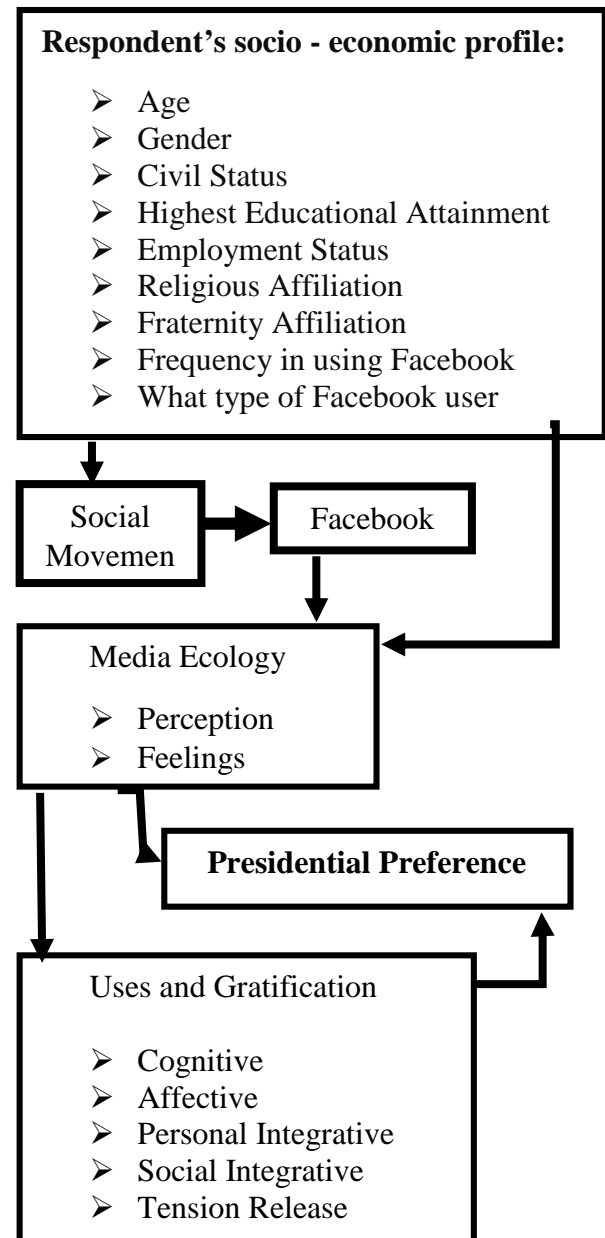 Respondent’s socio - economic profile:
➢ Age
➢ Gender
➢ Civil Status
➢ Highest Educational Attainment
➢ Employment Status
➢ Religious Affiliation
➢ Fraternity Affiliation
➢ Frequency in using Facebook
➢ What type of Facebook user
Social
Movemen
Facebook
Media Ecology
➢ Perception
➢ Feelings
Presidential Preference
Uses and Gratification
➢ Cognitive
➢ Affective
➢ Personal Integrative
➢ Social Integrative
➢ Tension Release